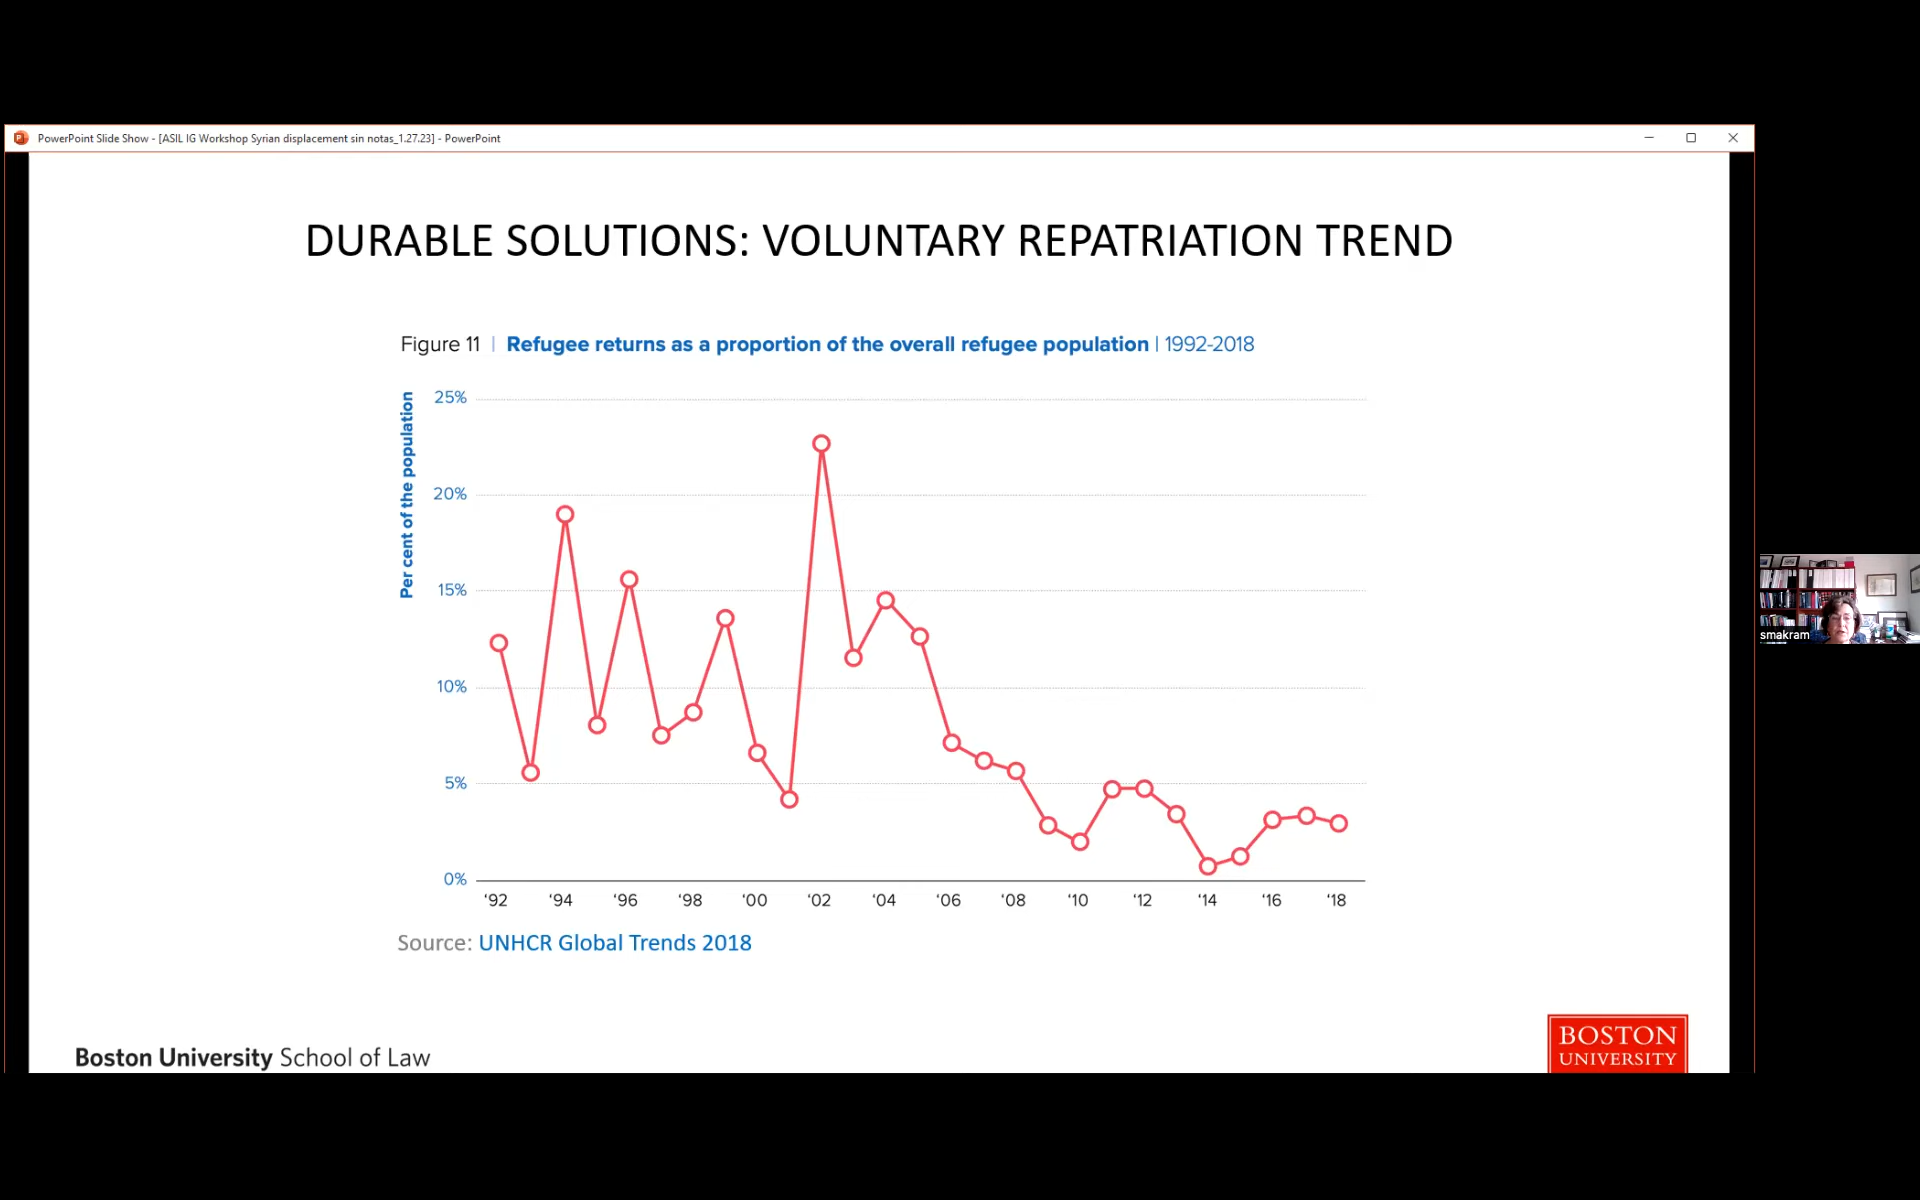 PowerPoint Slide Show - [ASIL IG Workshop Syrian displacement sin notas_1.27.23] - PowerPoint
DURABLE SOLUTIONS: VOLUNTARY REPATRIATION TREND
Figure 11 | Refugee returns as a proportion of the overall refugee population | 1992-2018
Per cent of the population
25%
20%
15%
10%
5%
0%
‘92 ‘94 ‘96 ‘98 ‘00 ‘02 ‘04 ‘06 ‘08 ‘10 ‘12 ‘14 ‘16 ‘18
Source: UNHCR Global Trends 2018
smakram
Boston University School of Law
BOSTON
UNIVERSITY